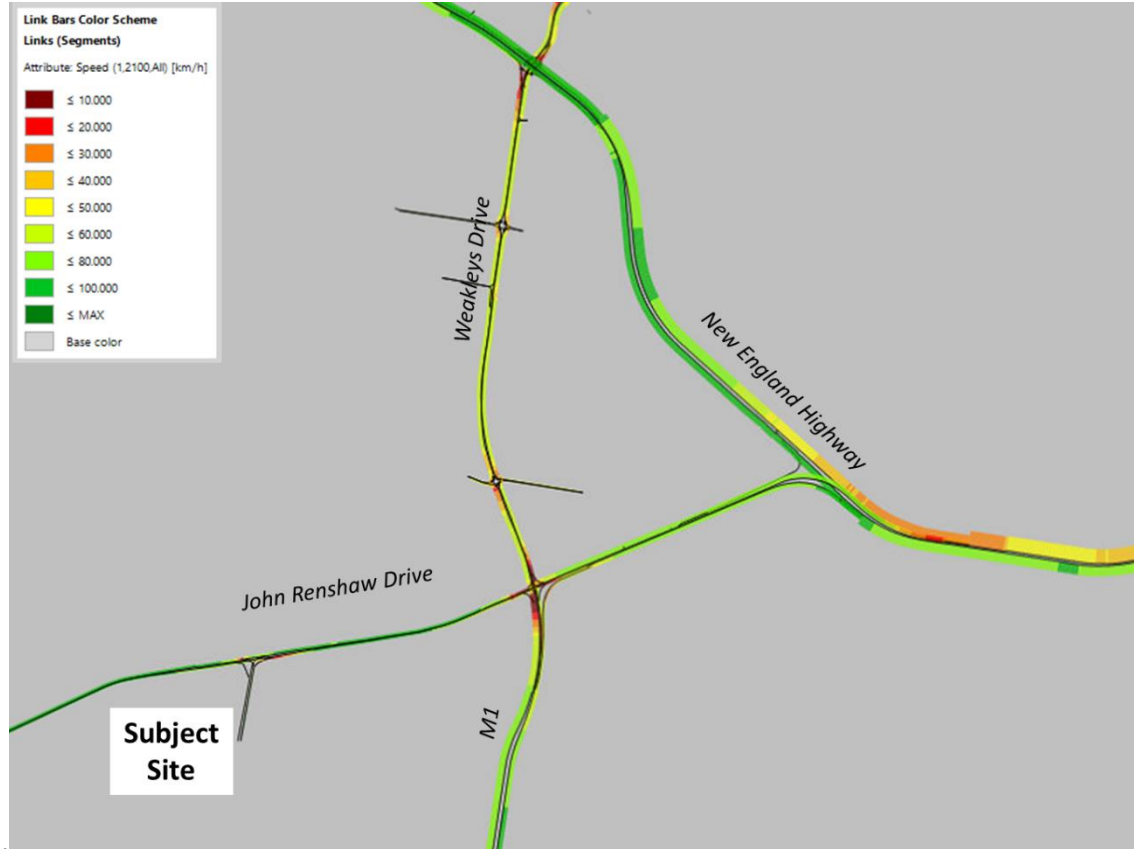 Link Bars Color Scheme
Links (Segments)
Attribute: Speed (1,2100,All) [km/h]
≤ 10.000
≤ 20.000
≤ 30.000
≤ 40.000
≤ 50.000
≤ 60.000
≤ 80.000
≤ 100.000
≤ MAX
Base color
Weakleys Drive
New England Highway
John Renshaw Drive
M1
Subject
Site